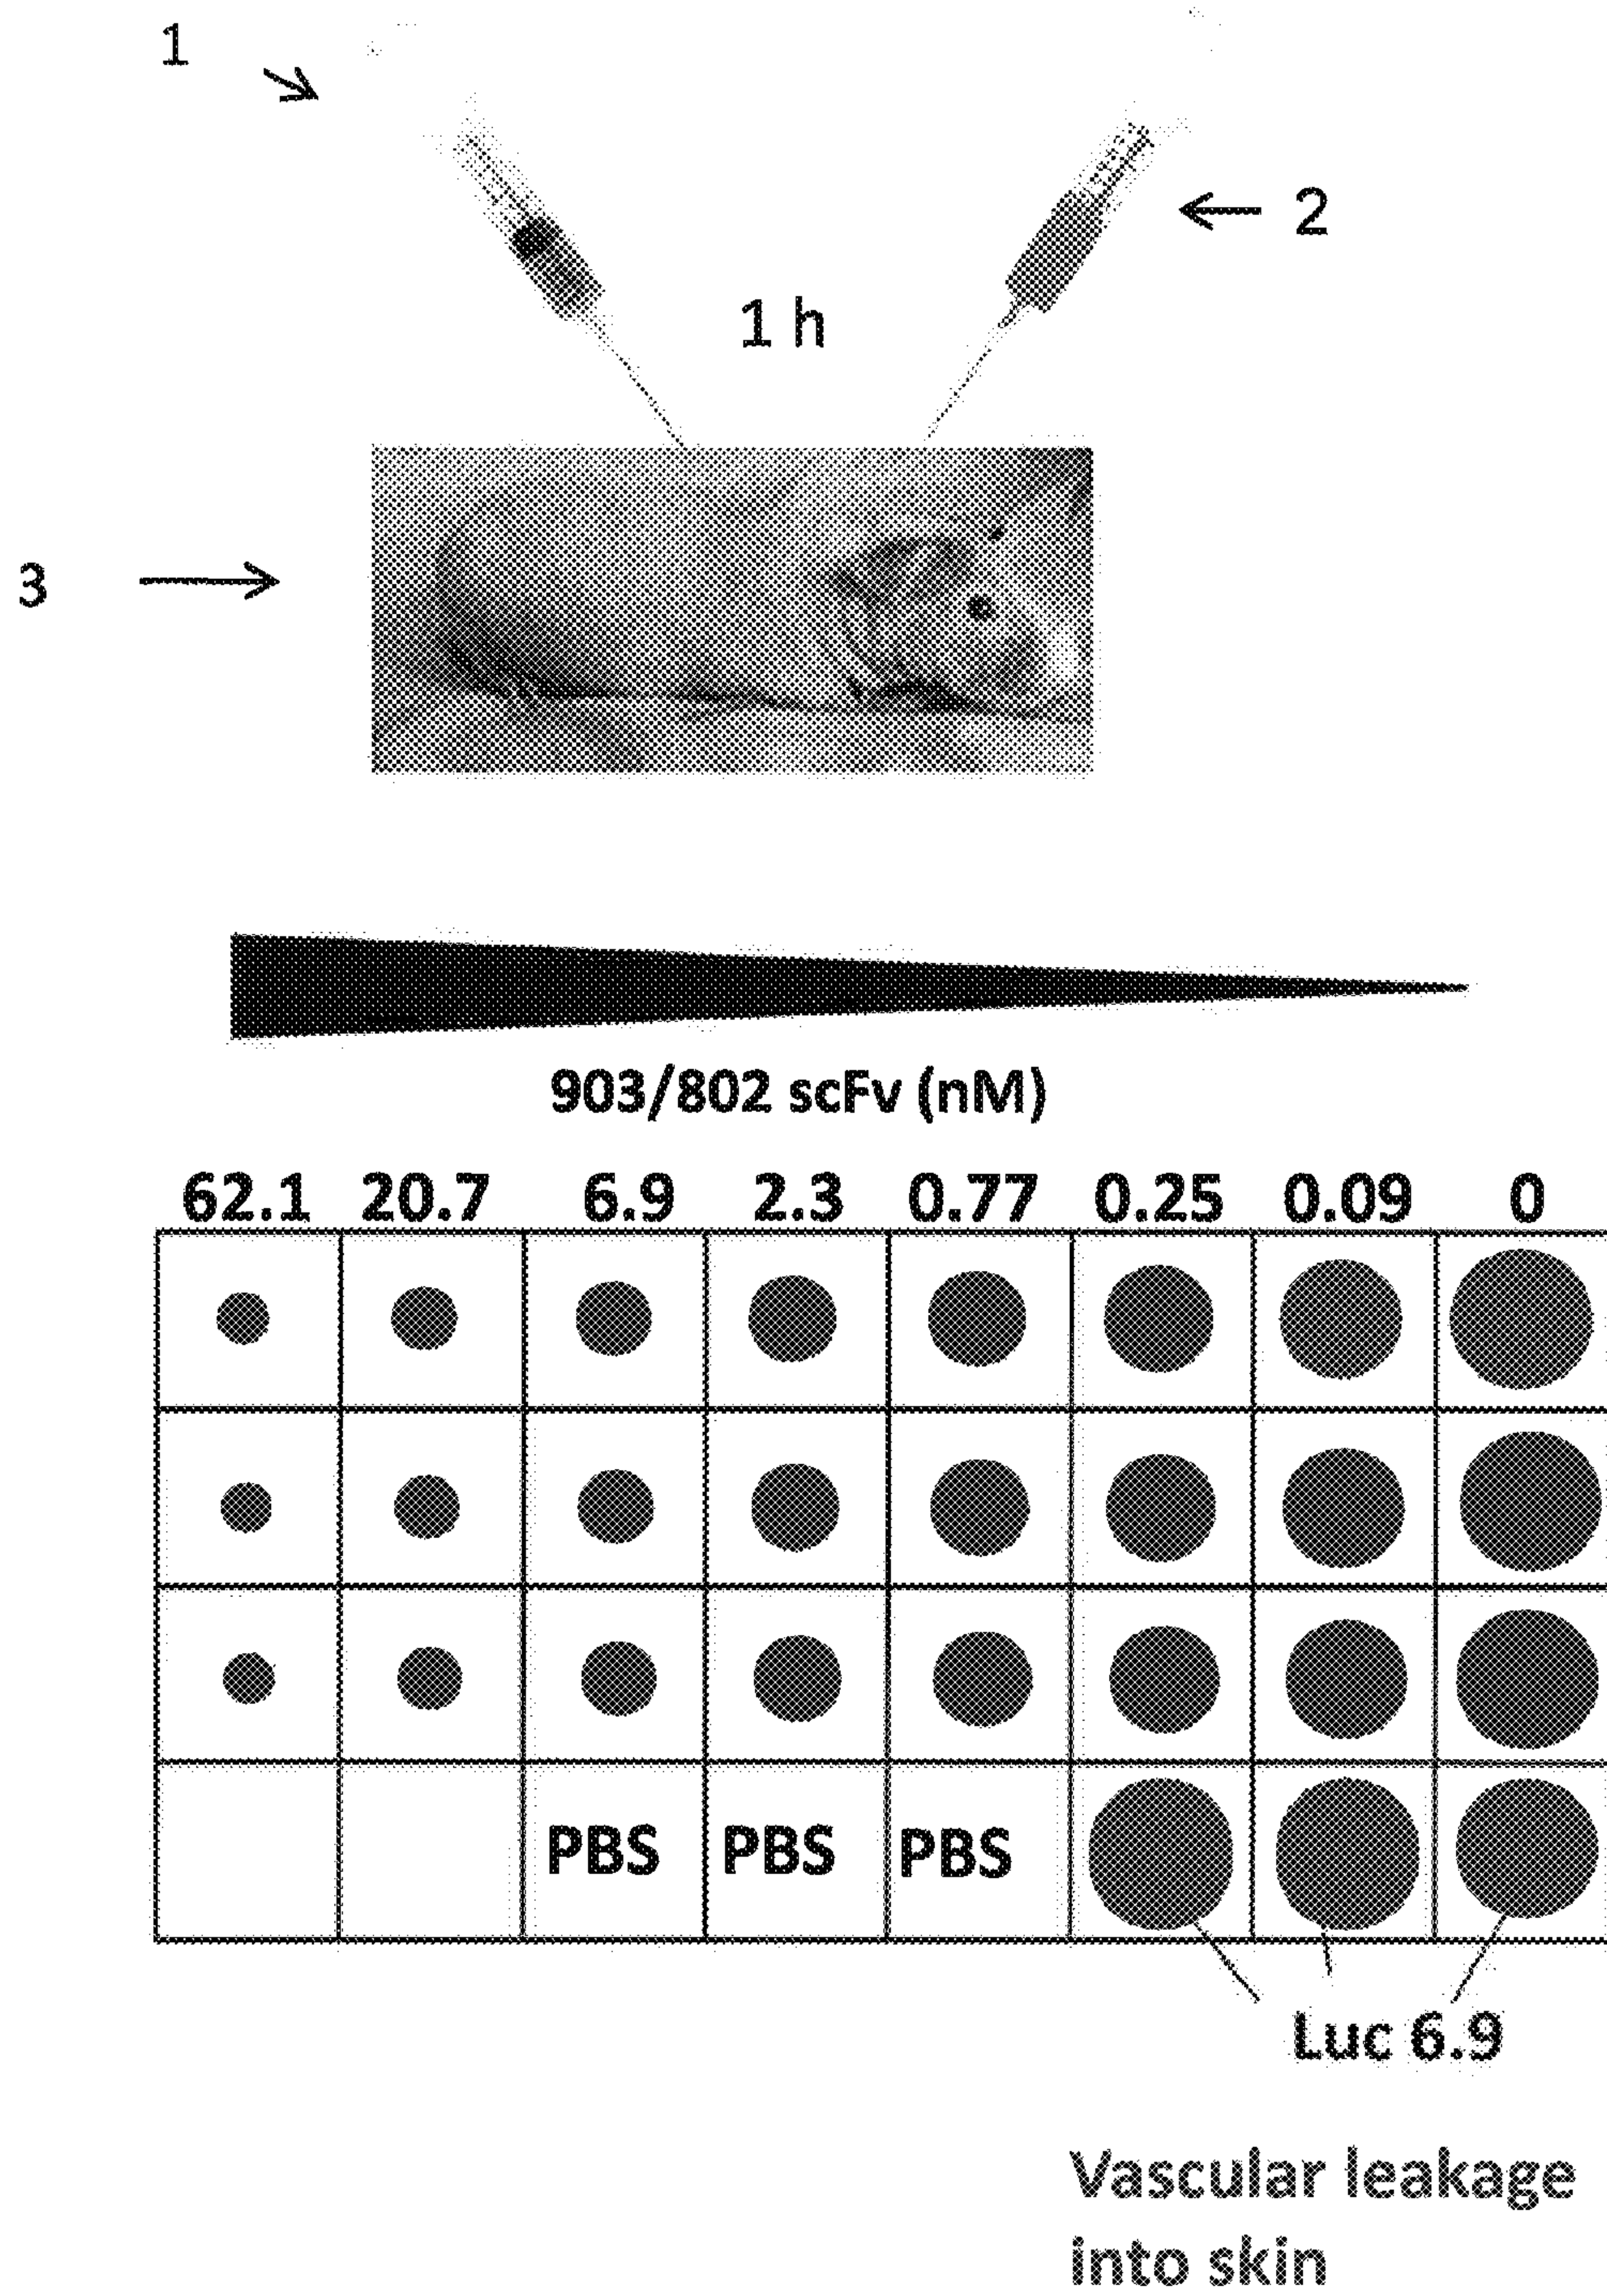 1
2
1 h
3
903/802 scFv (nM)
62.1 20.7 6.9 2.3 0.77 0.25 0.09 0
PBS PBS PBS
Luc 6.9
Vascular leakage
into skin